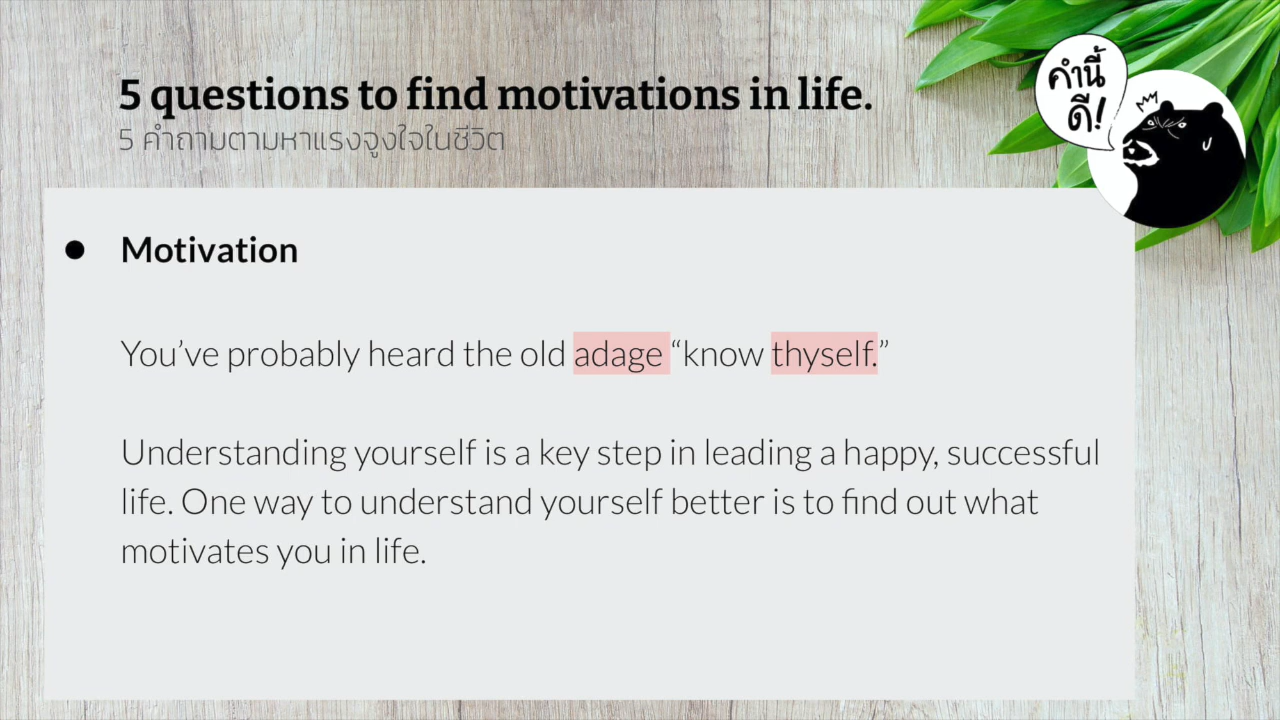 5 questions to find motivations in life.
5 คำถามตามหาแรงจูงใจในชีวิต
คำนี้
ดี!
● Motivation
You’ve probably heard the old adage “know thyself.”
Understanding yourself is a key step in leading a happy, successful
life. One way to understand yourself better is to find out what
motivates you in life.